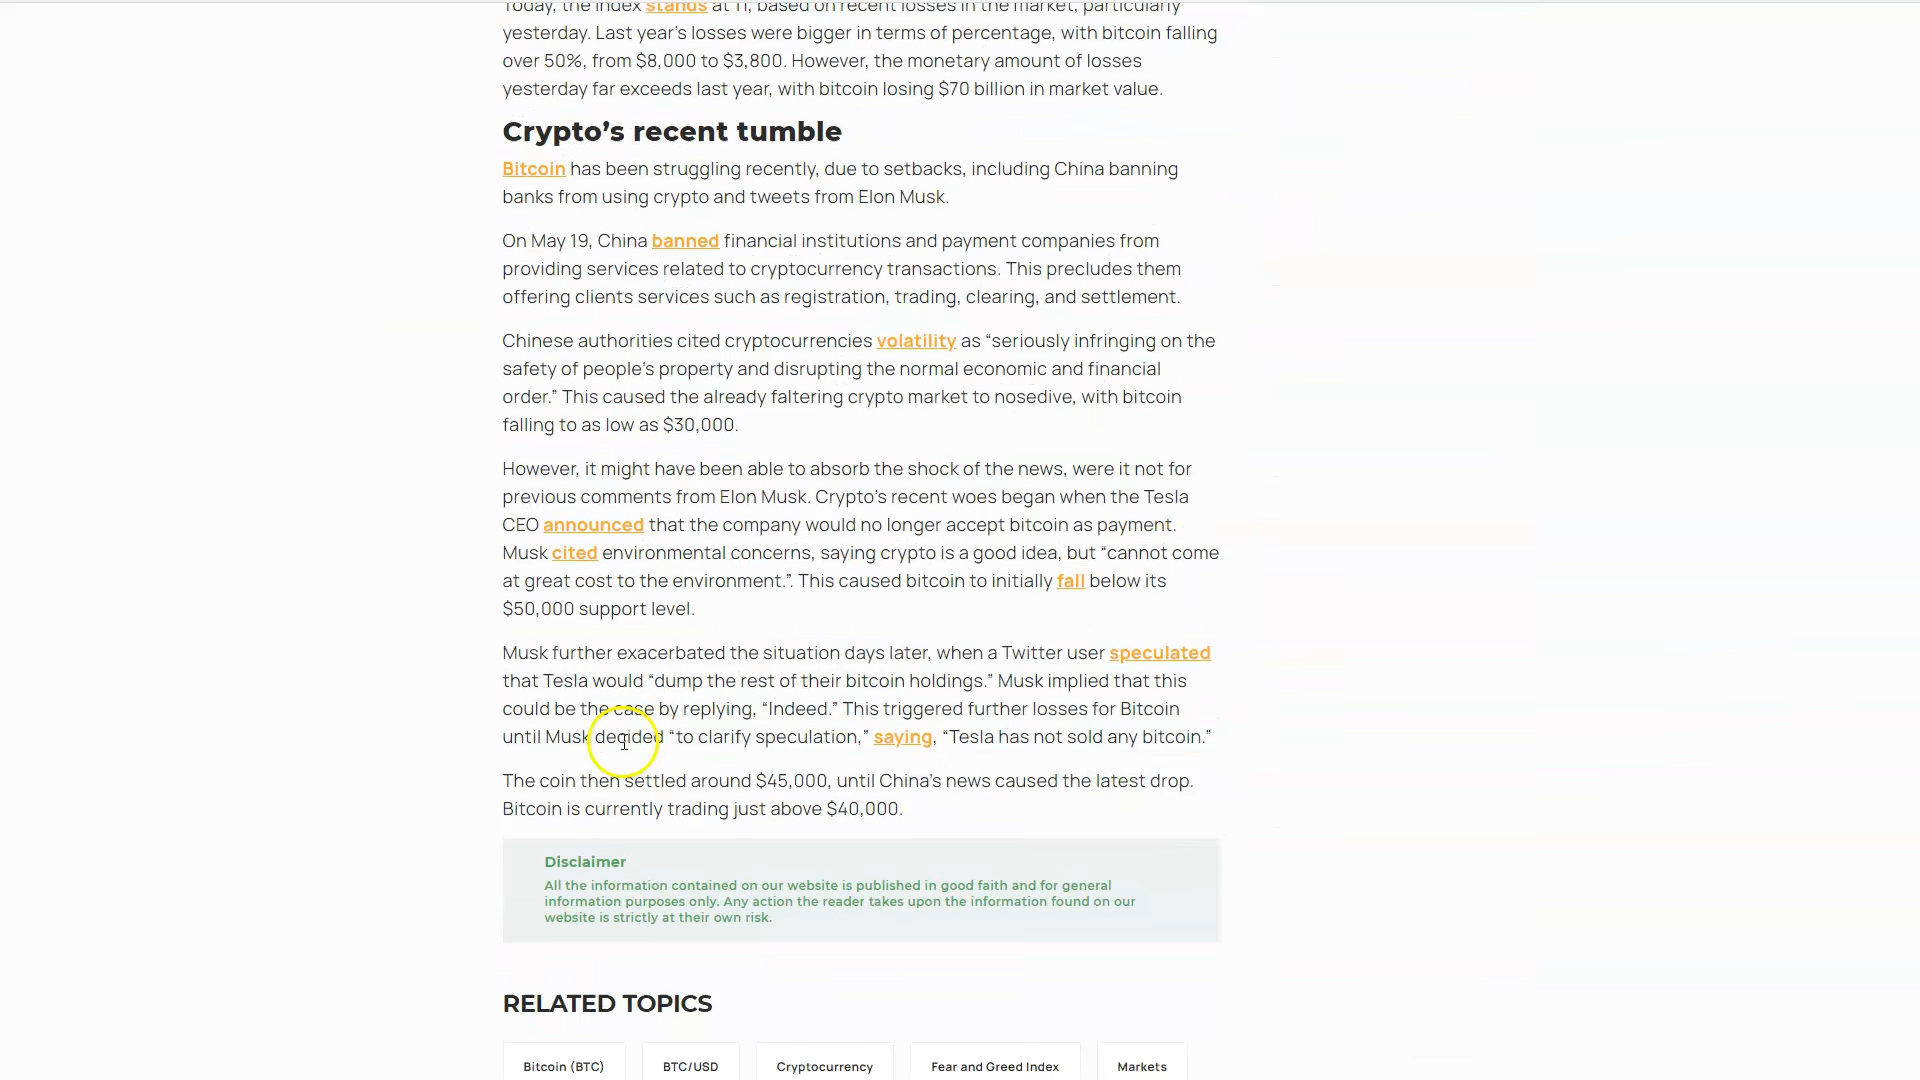 Today, the index stands at 11, based on recent losses in the market, particularly
yesterday. Last year's losses were bigger in terms of percentage, with bitcoin falling
over 50%, from $8,000 to $3,800. However, the monetary amount of losses
yesterday far exceeds last year, with bitcoin losing $70 billion in market value.
Crypto’s recent tumble
Bitcoin has been struggling recently, due to setbacks, including China banning
banks from using crypto and tweets from Elon Musk.
On May 19, China banned financial institutions and payment companies from
providing services related to cryptocurrency transactions. This precludes them
offering clients services such as registration, trading, clearing, and settlement.
Chinese authorities cited cryptocurrencies volatility as “seriously infringing on the
safety of people’s property and disrupting the normal economic and financial
order.” This caused the already faltering crypto market to nosedive, with bitcoin
falling to as low as $30,000.
However, it might have been able to absorb the shock of the news, were it not for
previous comments from Elon Musk. Crypto’s recent woes began when the Tesla
CEO announced that the company would no longer accept bitcoin as payment.
Musk cited environmental concerns, saying crypto is a good idea, but “cannot come
at great cost to the environment.”. This caused bitcoin to initially fall below its
$50,000 support level.
Musk further exacerbated the situation days later, when a Twitter user speculated
that Tesla would “dump the rest of their bitcoin holdings.” Musk implied that this
could be the case by replying, “Indeed.” This triggered further losses for Bitcoin
until Musk decided “to clarify speculation,” saying, “Tesla has not sold any bitcoin.”
The coin then settled around $45,000, until China’s news caused the latest drop.
Bitcoin is currently trading just above $40,000.
Disclaimer
All the information contained on our website is published in good faith and for general
information purposes only. Any action the reader takes upon the information found on our
website is strictly at their own risk.
RELATED TOPICS
Bitcoin (BTC) BTC/USD Cryptocurrency Fear and Greed Index Markets